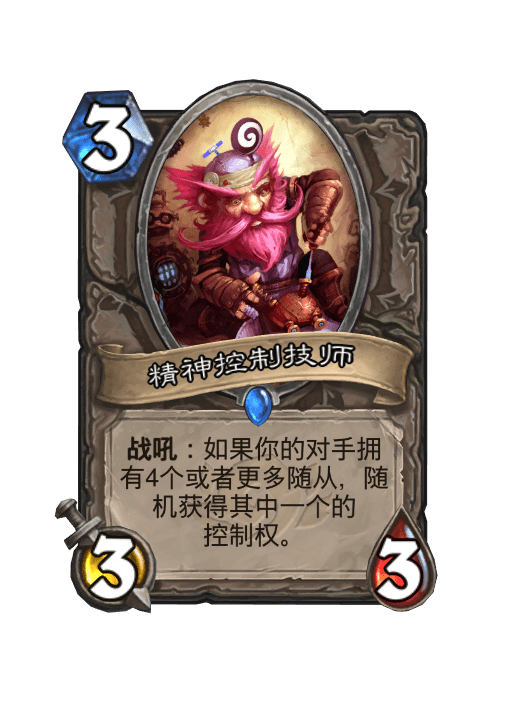 3
精神控制技师
战吼：如果你的对手拥
有4个或者更多随从，随
机获得其中一个的
控制权。
3
3